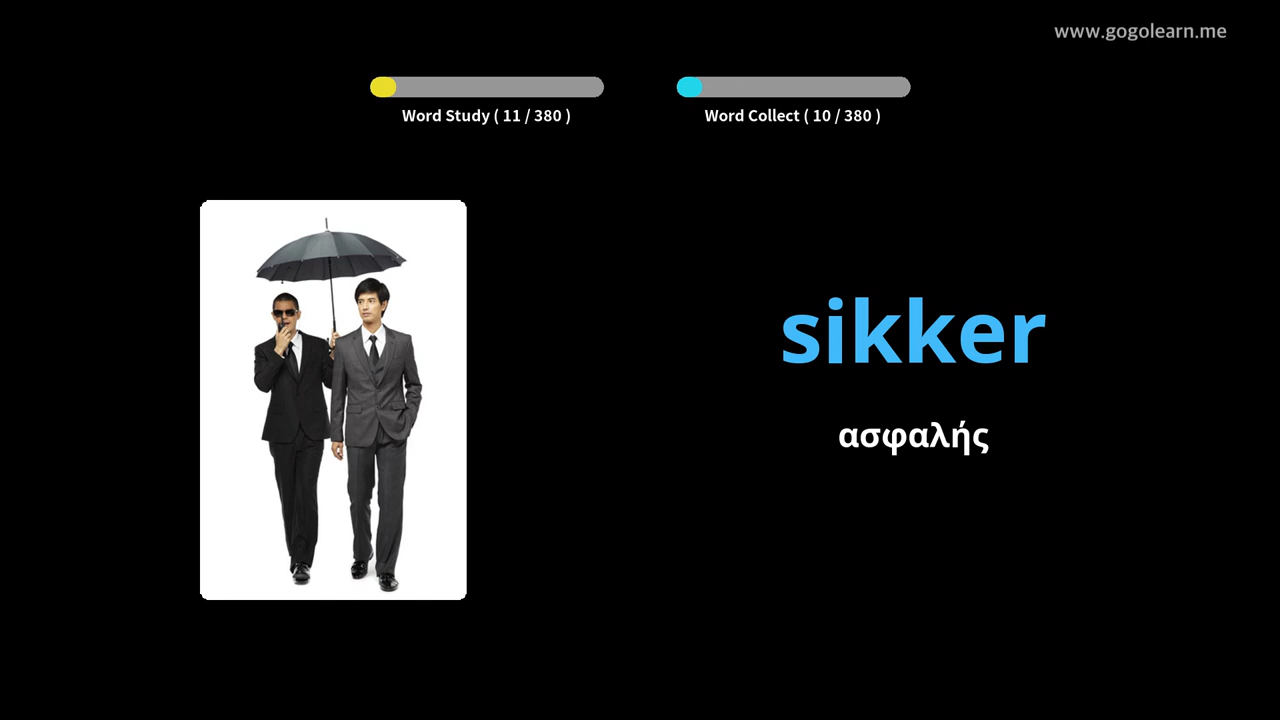 www.gogolearn.me
Word Study ( 11 / 380 )
Word Collect ( 10 / 380 )
sikker
ασφαλής